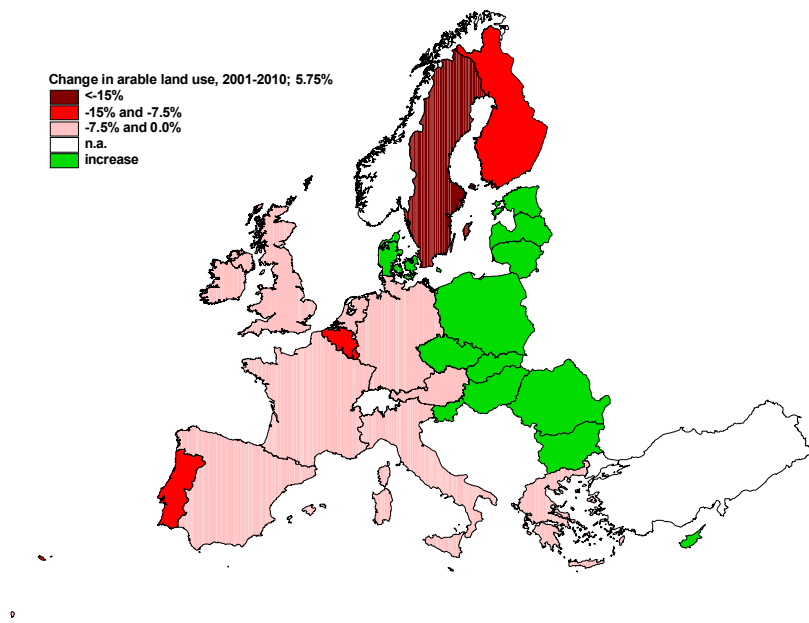 Change in arable land use, 2001-2010; 5.75%
<-15%
-15% and -7.5%
-7.5% and 0.0%
n.a.
increase